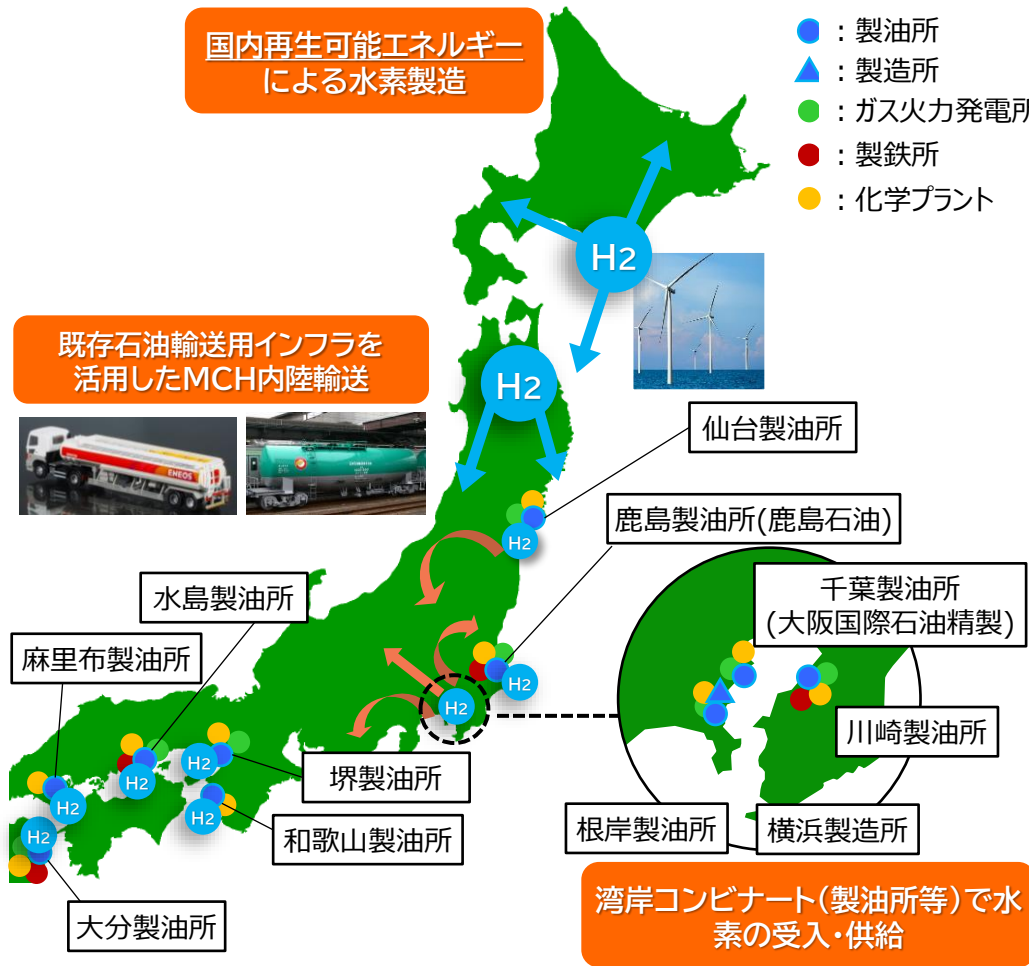 国内再生可能エネルギー
による水素製造
：製油所
：製造所
：ガス火力発電所
：製鉄所
：化学プラント
H2
既存石油輸送用インフラを
活用したMCH内陸輸送
H2
ENEOS
仙台製油所
H2
鹿島製油所(鹿島石油)
水島製油所
千葉製油所
(大阪国際石油精製)
麻里布製油所
H2
H2
川崎製油所
H2
H2
堺製油所
H2
H2
根岸製油所
横浜製造所
和歌山製油所
H2
大分製油所
湾岸コンビナート(製油所等)で水
素の受入・供給